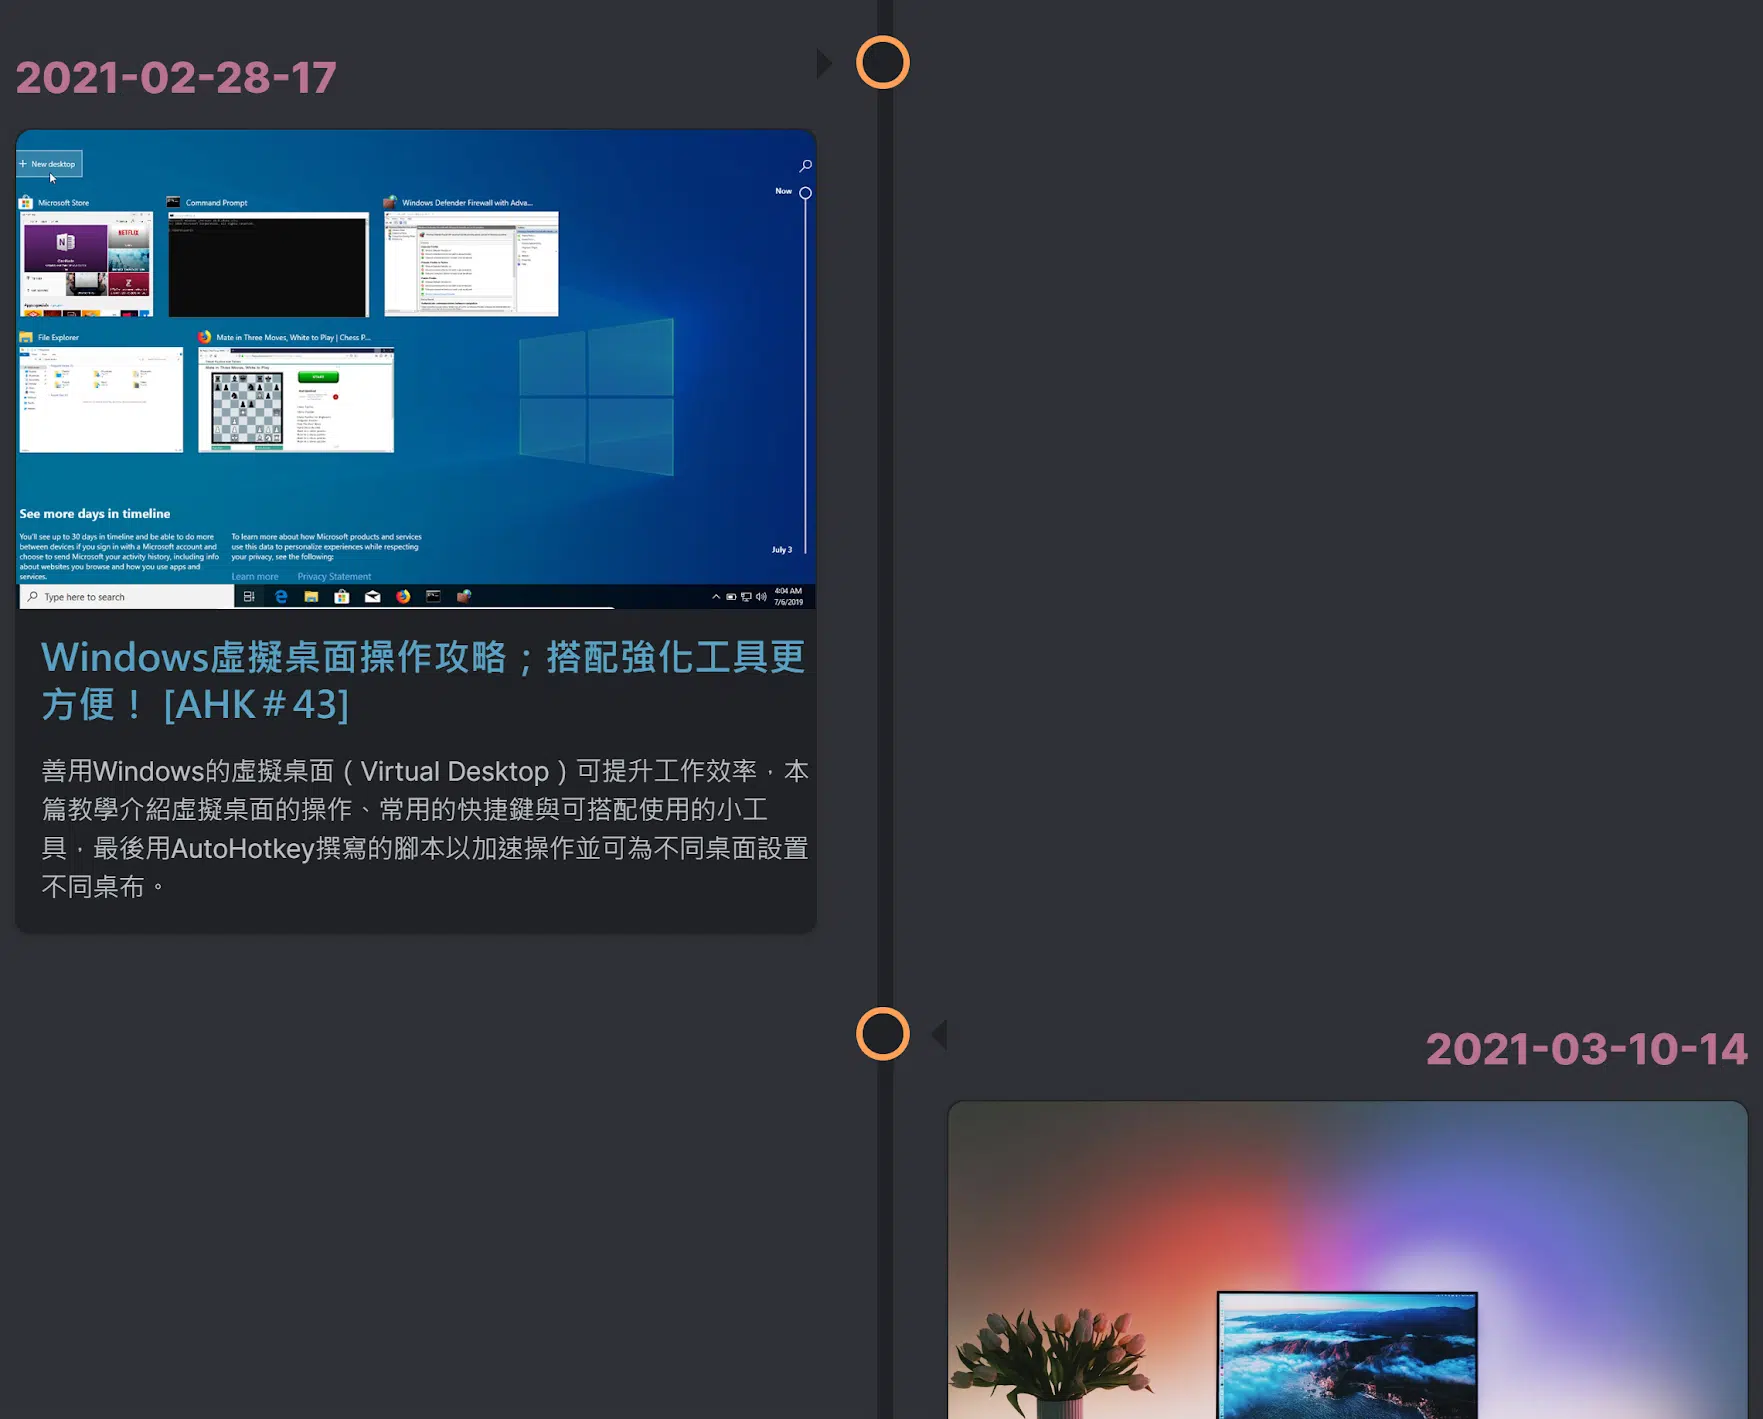 2021-02-28-17
New desktop
Now
Microsoft Store
Command Prompt
Windows Defender Firewall with Adva...
NETFLIX
File Explorer
Mate in Three Moves, White to Play | Chess P...
START
See more days in timeline
You'll see up to 30 days in timeline and be able to do more
between devices if you sign in with a Microsoft account and
choose to send Microsoft your activity history, including info
about websites you browse and how you use apps and
services.
To learn more about how Microsoft products and services
use this data to personalize experiences while respecting
your privacy, see the following:
Learn more
Privacy Statement
July 3
Type here to search
4:04 AM
7/6/2019
Windows虛擬桌面操作攻略；搭配強化工具更
方便！ [AHK＃43]
善用Windows的虛擬桌面（Virtual Desktop）可提升工作效率，本
篇教學介紹虛擬桌面的操作、常用的快捷鍵與可搭配使用的小工
具，最後用AutoHotkey撰寫的腳本以加速操作並可為不同桌面設置
不同桌布。
2021-03-10-14